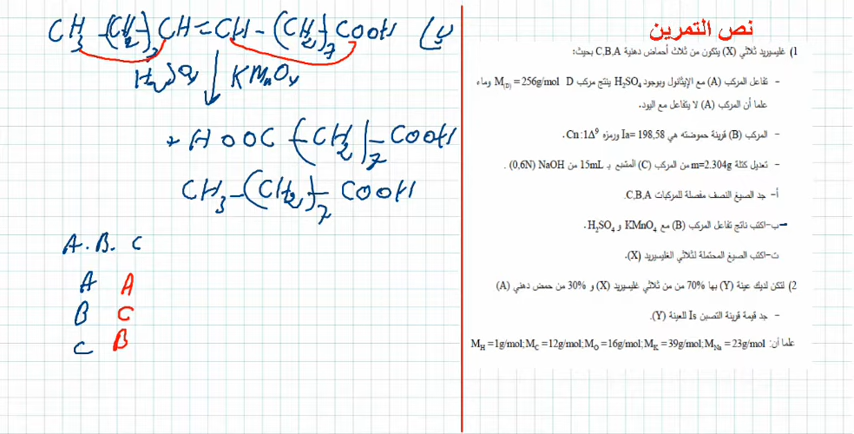 نص التمرين
1) غليسيريد ثلاثي (X) يتكون من ثلاث أحماض دهنية C,B,A بحيث:
- تفاعل المركب (A) مع الإيثانول وبوجود H₂SO₄ ينتج مركب D M(D) = 256g/mol وماء
علما أن المركب (A) لا يتفاعل مع اليود.
- المركب (B) قرينة حموضته هي Ia= 198,58 ورمزه Cn :1Δ⁹.
- تعديل كتلة m=2.304g من المركب (C) المشبع بـ 15mL من NaOH (0,6N).
أ- جد الصيغ النصف مفصلة للمركبات C,B,A.
ب-اكتب ناتج تفاعل المركب (B) مع KMnO4 و H₂SO₄.
ت-اكتب الصيغ المحتملة لثلاثي الغليسيريد (X).
2) لتكن لديك عينة (Y) بها 70% من من ثلاثي غليسيريد (X) و 30% من حمض دهني (A)
- جد قيمة قرينة التصبن Is للعينة (Y).
علما أن: MH =1g/mol; MC =12g/mol; MO =16g/mol; MK =39g/mol; MNa = 23g/mol
ب) CH₃-(CH₂)₇CH=CH-(CH₂)₇COOH
H₂SO₄ KMnO₄
+ HOOC-(CH₂)₇-COOH
CH₃-(CH₂)₇-COOH
A. B. C
A A
B C
C B